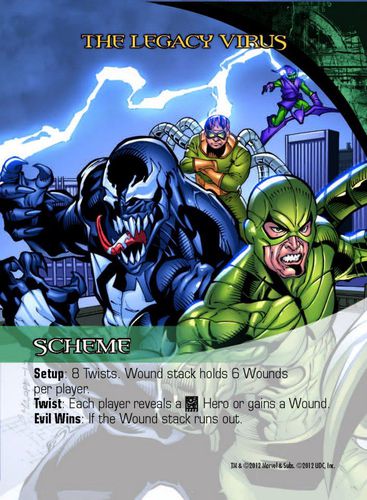 THE LEGACY VIRUS
SCHEME
Setup: 8 Twists. Wound stack holds 6 Wounds
per player.
Twist: Each player reveals a Hero or gains a Wound.
Evil Wins: If the Wound stack runs out.
TM & ©2012 Marvel & Subs. ©2012 UDC, Inc.